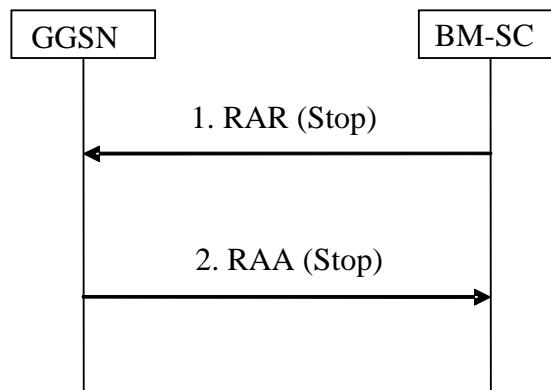 GGSN
BM-SC
1. RAR (Stop)
2. RAA (Stop)